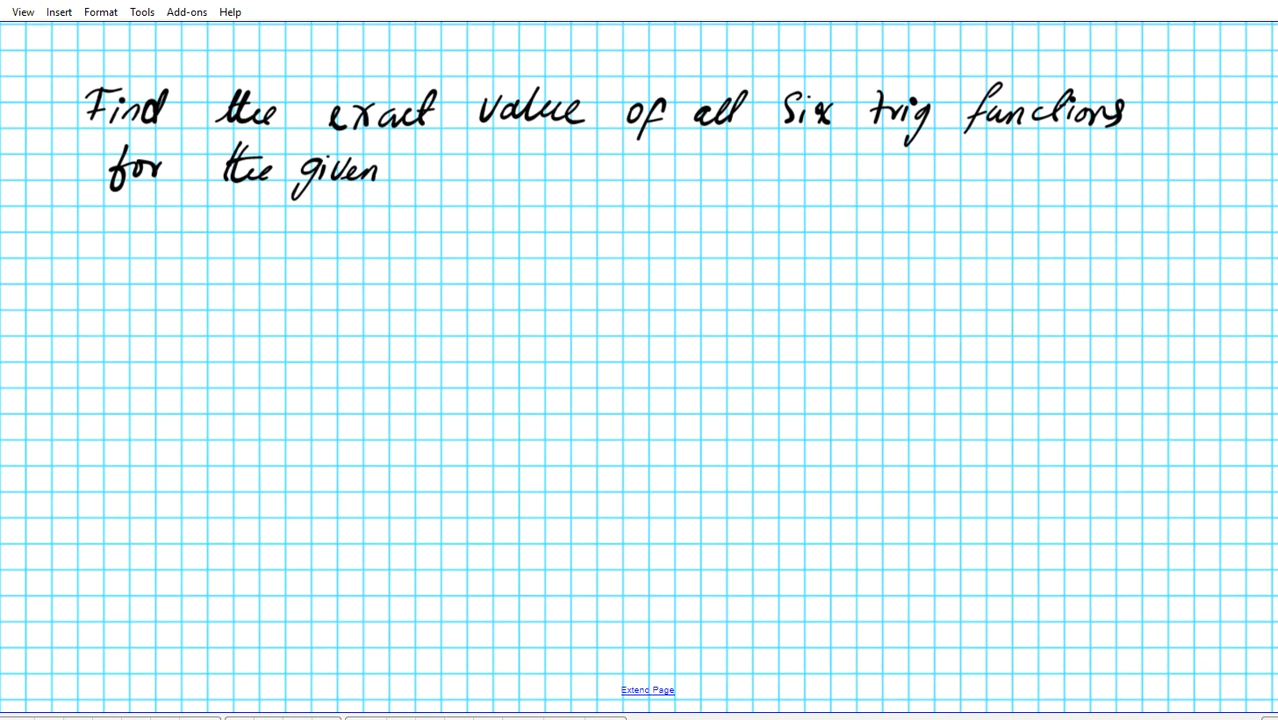 View Insert Format Tools Add-ons Help
Find the exact value of all six trig functions
for the given
Extend Page